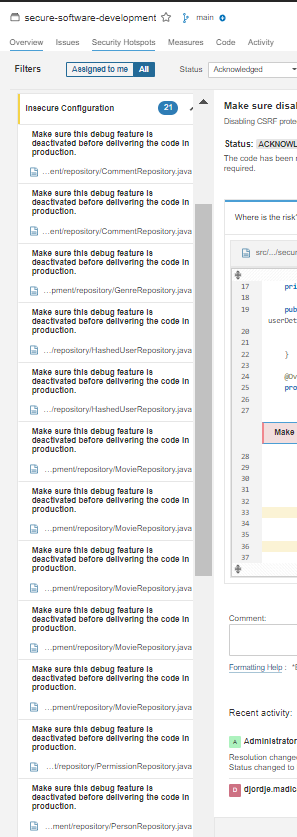 secure-software-development main
Overview Issues Security Hotspots Measures Code Activity
Filters Assigned to me All Status Acknowledged
Insecure Configuration 21
Make sure this debug feature is
deactivated before delivering the code in
production.
...ent/repository/CommentRepository.java
Make sure this debug feature is
deactivated before delivering the code in
production.
...ent/repository/CommentRepository.java
Make sure this debug feature is
deactivated before delivering the code in
production.
...pment/repository/GenreRepository.java
Make sure this debug feature is
deactivated before delivering the code in
production.
.../repository/HashedUserRepository.java
Make sure this debug feature is
deactivated before delivering the code in
production.
.../repository/HashedUserRepository.java
Make sure this debug feature is
deactivated before delivering the code in
production.
...pment/repository/MovieRepository.java
Make sure this debug feature is
deactivated before delivering the code in
production.
...pment/repository/MovieRepository.java
Make sure this debug feature is
deactivated before delivering the code in
production.
...pment/repository/MovieRepository.java
Make sure this debug feature is
deactivated before delivering the code in
production.
...pment/repository/MovieRepository.java
Make sure this debug feature is
deactivated before delivering the code in
production.
...pment/repository/MovieRepository.java
Make sure this debug feature is
deactivated before delivering the code in
production.
...t/repository/PermissionRepository.java
Make sure this debug feature is
deactivated before delivering the code in
production.
...ment/repository/PersonRepository.java
Make sure disa
Disabling CSRF prote
Status: ACKNOWL
The code has been r
required.
Where is the risk?
src/.../secur
17 pri
18
19 pub
userDet
20
21
22 }
23
24 @Ov
25 pro
26
27
Make
28
29
30
31
32
33
34
35
36
37
Comment:
Formatting Help : *B
Recent activity:
A Administrator
Resolution change
Status changed to
D djordje.madic